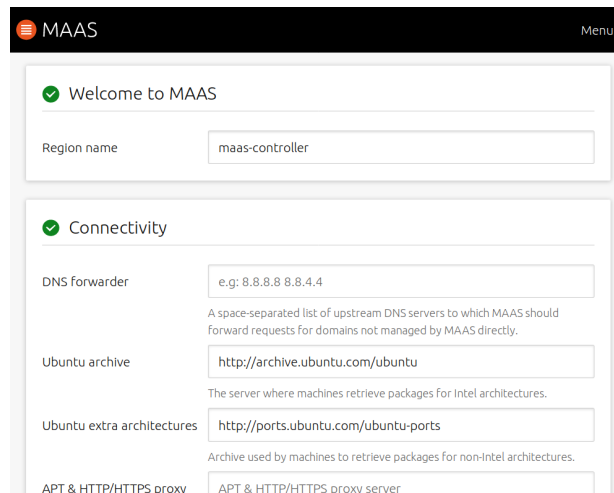 MAAS
Menu
Welcome to MAAS
Region name
maas-controller
Connectivity
DNS forwarder
e.g: 8.8.8.8 8.8.4.4
A space-separated list of upstream DNS servers to which MAAS should
forward requests for domains not managed by MAAS directly.
Ubuntu archive
http://archive.ubuntu.com/ubuntu
The server where machines retrieve packages for Intel architectures.
Ubuntu extra architectures
http://ports.ubuntu.com/ubuntu-ports
Archive used by machines to retrieve packages for non-Intel architectures.
APT & HTTP/HTTPS proxy
APT & HTTP/HTTPS proxy server